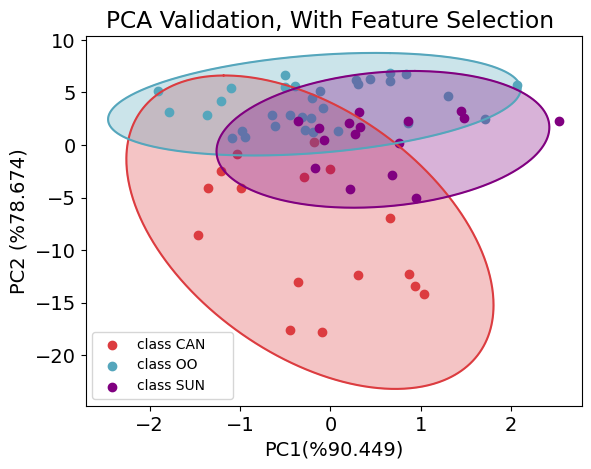 PCA Validation, With Feature Selection
10
5
0
−5
−10
−15
−20
PC2 (%78.674)
class CAN
class OO
class SUN
−2
−1
0
1
2
PC1(%90.449)